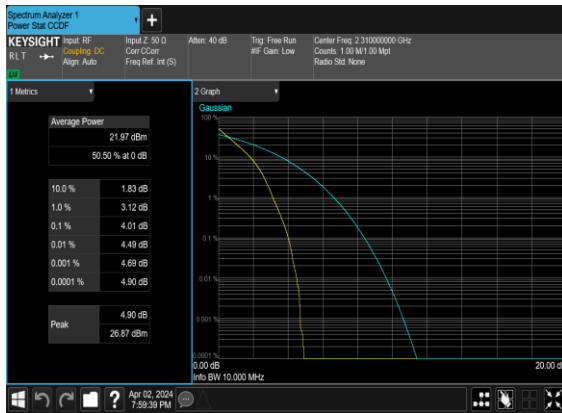 Spectrum Analyzer 1
Power Stat CCDF
+
KEYSIGHT
RLT
Input: RF
Coupling: DC
Align: Auto
Input Z: 50 Ω
Corr CCorr
Freq Ref: Int (S)
Atten: 40 dB
Trig: Free Run
#IF Gain: Low
Center Freq: 2.310000000 GHz
Counts: 1.00 M/1.00 Mpt
Radio Std: None
1 Metrics
Average Power
21.97 dBm
50.50 % at 0 dB
10.0 % 1.83 dB
1.0 % 3.12 dB
0.1 % 4.01 dB
0.01 % 4.49 dB
0.001 % 4.69 dB
0.0001 % 4.90 dB
Peak
4.90 dB
26.87 dBm
2 Graph
Gaussian
100 %
10 %
1 %
0.1 %
0.01 %
0.001 %
0.0001 %
0.00 dB
20.00 d
Info BW 10.000 MHz
?
Apr 02, 2024
7:59:39 PM